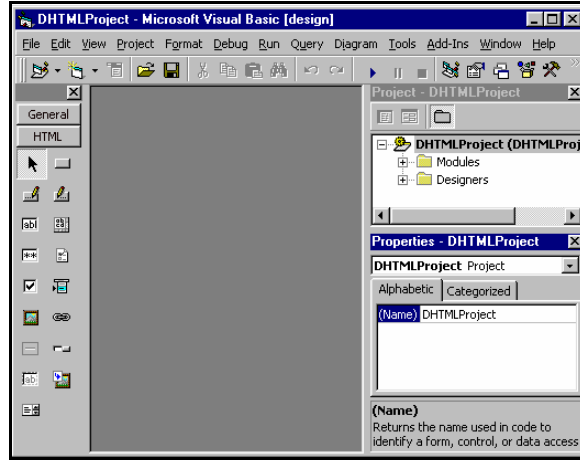 DHTMLProject - Microsoft Visual Basic [design]
File Edit View Project Format Debug Run Query Diagram Tools Add-Ins Window Help
Project - DHTMLProject
General
HTML
DHTMLProject (DHTMLProj
Modules
Designers
Properties - DHTMLProject
DHTMLProject Project
Alphabetic Categorized
(Name) DHTMLProject
(Name)
Returns the name used in code to
identify a form, control, or data access
abl
ab